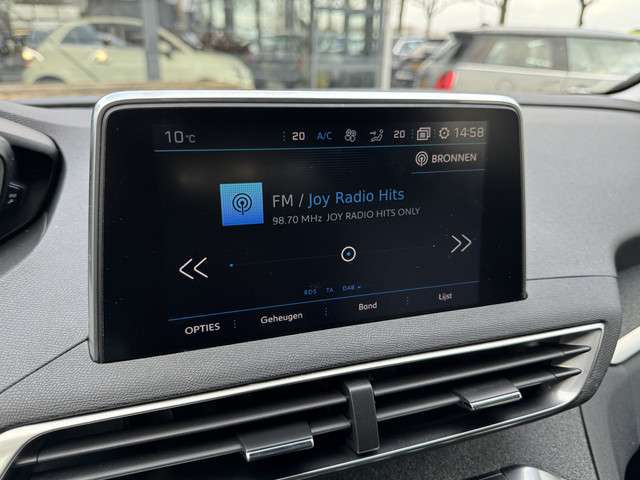 10°C 20 A/C 20 14:58
BRONNEN
FM / Joy Radio Hits
98.70 MHz JOY RADIO HITS ONLY
RDS TA DAB
OPTIES Geheugen Band Lijst